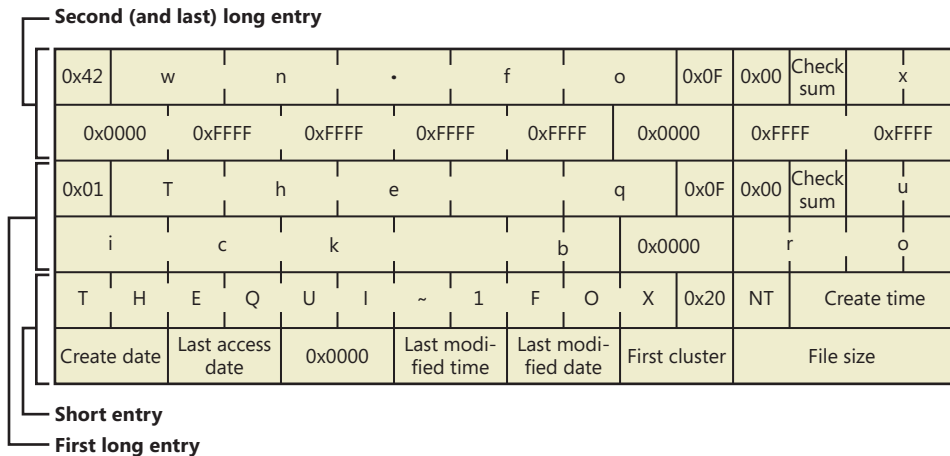 Second (and last) long entry
0x42 w n . f o 0x0F 0x00 Check sum x
0x0000 0xFFFF 0xFFFF 0xFFFF 0xFFFF 0x0000 0xFFFF 0xFFFF
0x01 T h e q 0x0F 0x00 Check sum u
i c k b 0x0000 r o
T H E Q U I ~ 1 F O X 0x20 NT Create time
Create date Last access date 0x0000 Last modi-fied time Last modi-fied date First cluster File size
Short entry
First long entry